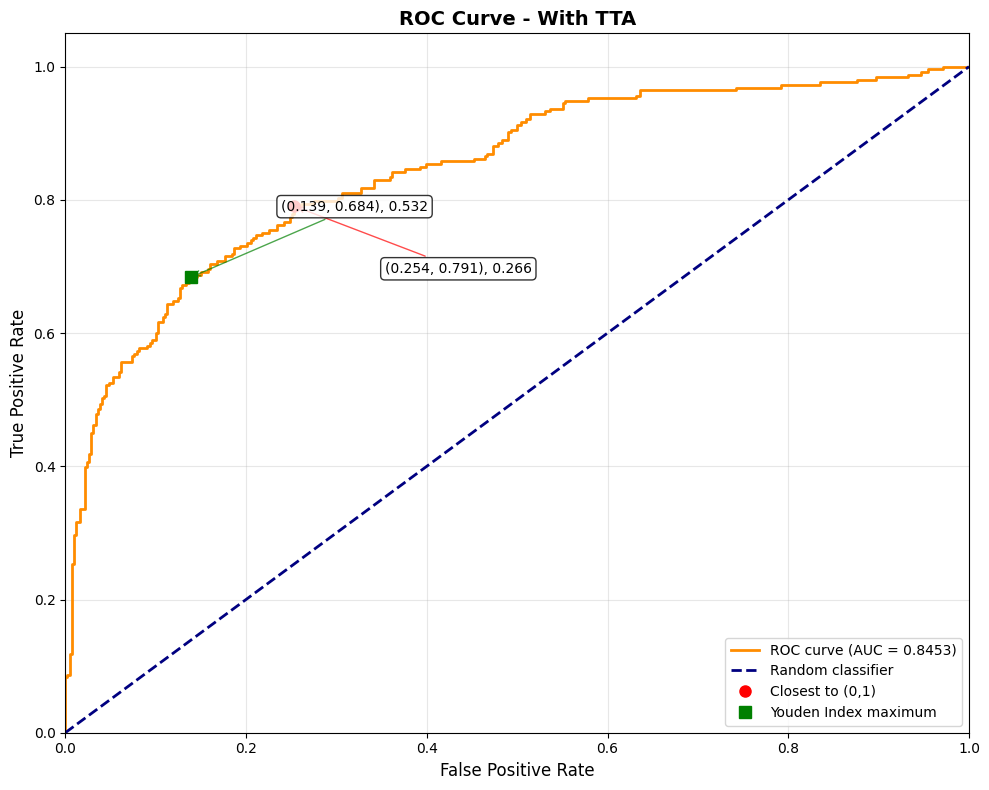 ROC Curve - With TTA
True Positive Rate
1.0
0.8
0.6
0.4
0.2
0.0
(0.139, 0.684), 0.532
(0.254, 0.791), 0.266
ROC curve (AUC = 0.8453)
Random classifier
Closest to (0,1)
Youden Index maximum
0.0 0.2 0.4 0.6 0.8 1.0
False Positive Rate